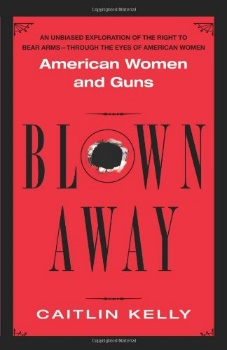 AN UNBIASED EXPLORATION OF THE RIGHT TO
BEAR ARMS—THROUGH THE EYES OF AMERICAN WOMEN
American Women
and Guns
BLOWN
AWAY
CAITLIN KELLY